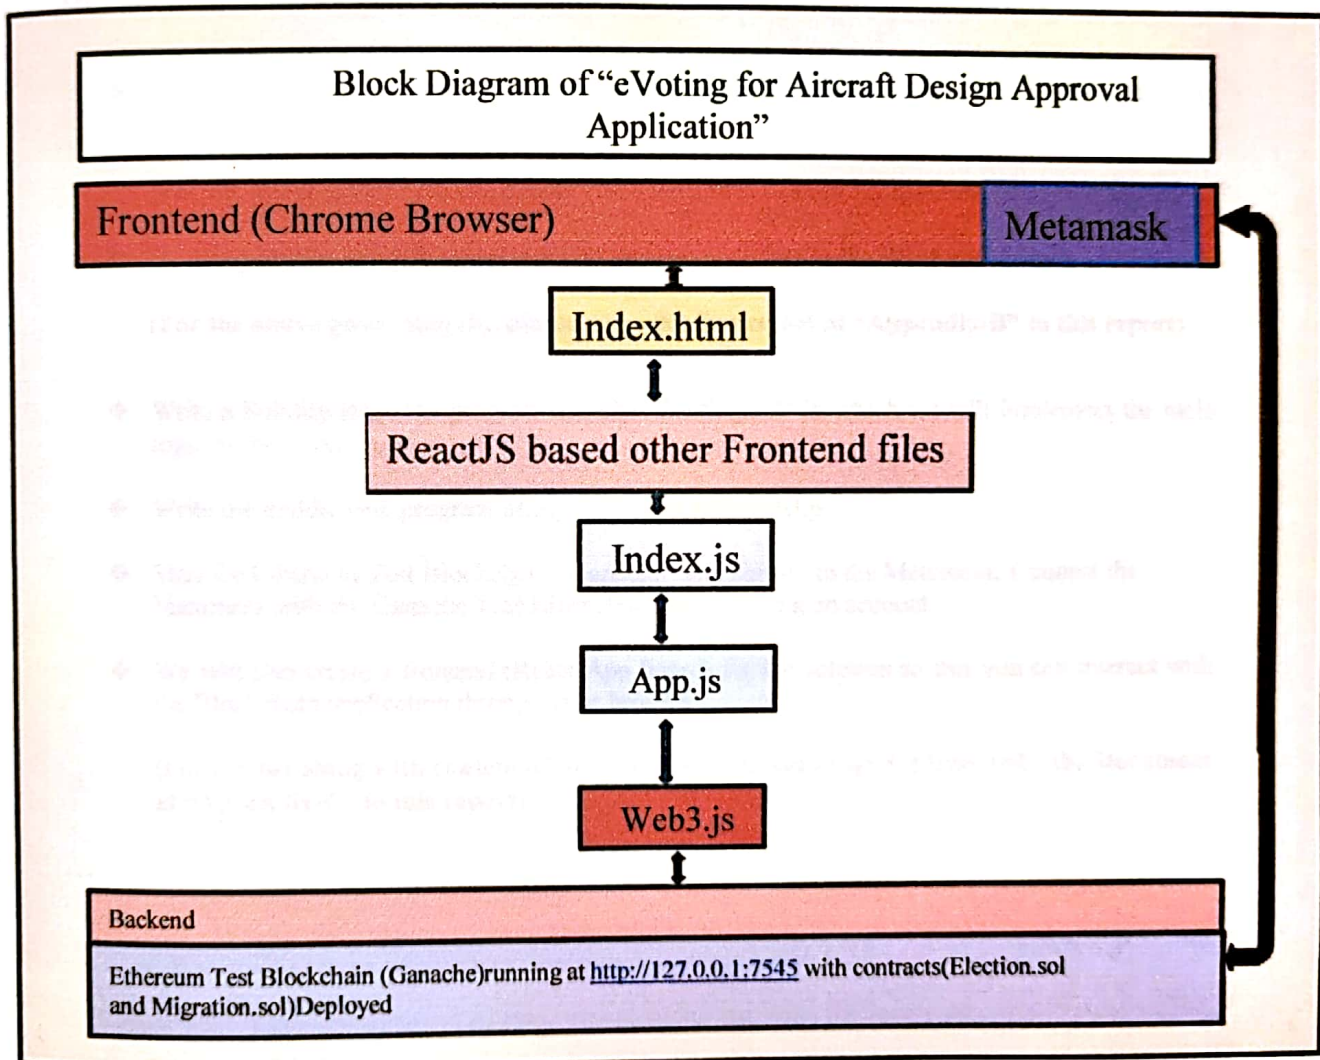 Block Diagram of “eVoting for Aircraft Design Approval
Application”
Frontend (Chrome Browser)
Metamask
Index.html
ReactJS based other Frontend files
Index.js
App.js
Web3.js
Backend
Ethereum Test Blockchain (Ganache)running at http://127.0.0.1:7545 with contracts(Election.sol
and Migration.sol)Deployed